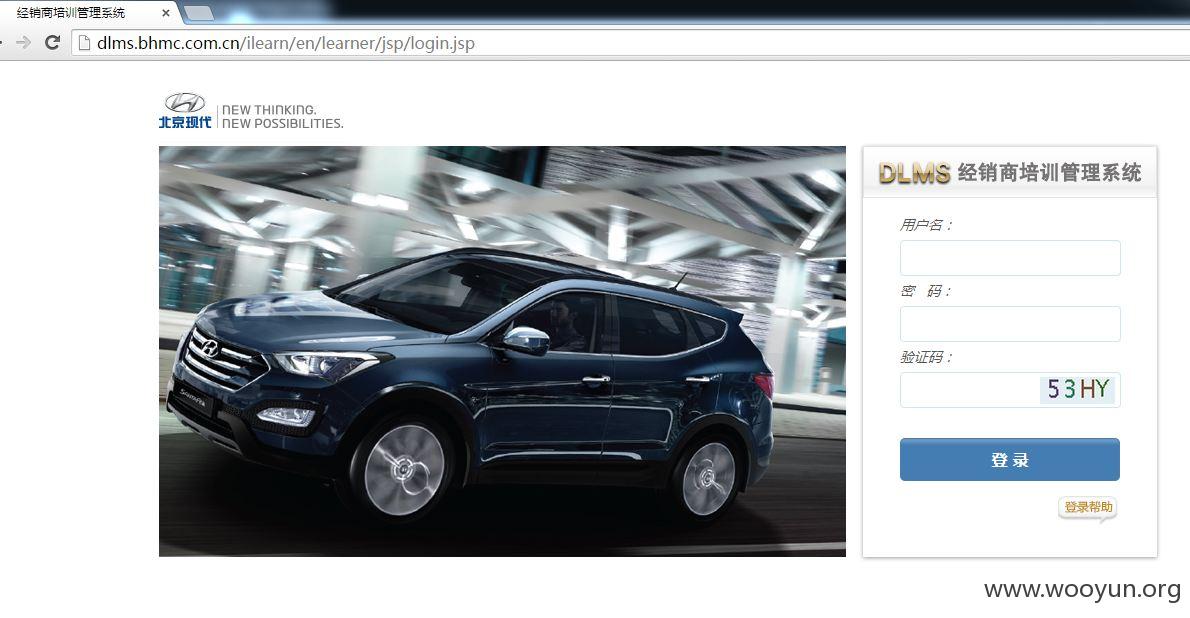 经销商培训管理系统
dlms.bhmc.com.cn/ilearn/en/learner/jsp/login.jsp
北京现代
NEW THINKING.
NEW POSSIBILITIES.
DLMS 经销商培训管理系统
用户名：
密 码：
验证码：
53HY
登录
登录帮助
www.wooyun.org